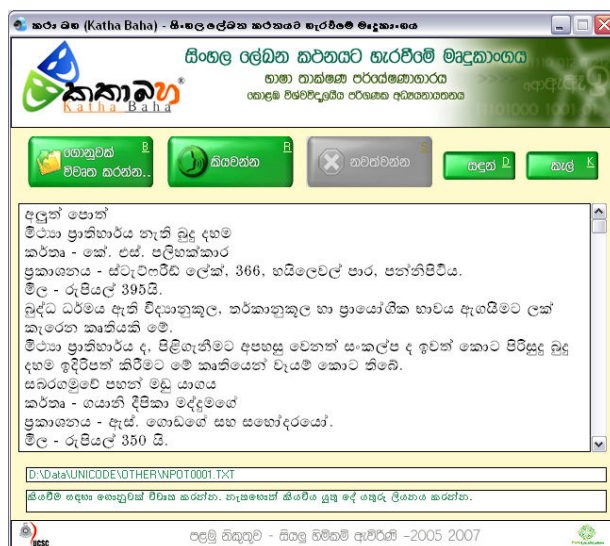 කථා බහ (Katha Baha) - සිංහල ලේඛන කථනයට හැරවීමේ මෘදුකාංගය
සිංහල ලේඛන කථනයට හැරවීමේ මෘදුකාංගය
භාෂා තාක්ෂණ පර්යේෂණාගාරය
කොළඹ විශ්වවිද්‍යාලයීය පරිගණක අධ්‍යයනායතනය
කතාබහ
Katha Baha
ගොනුවක් විවෘත කරන්න.. B
කියවන්න R
නවත්වන්න S
සඳුන් D
කැල් K
අලුත් පොත්
මිථ්‍යා ප්‍රාතිහාර්ය නැති බුදු දහම
කර්තෘ - කේ. එස්. පලිහක්කාර
ප්‍රකාශනය - ස්ටැටෆරීඩ් ලේක්, 366, හයිලෙවල් පාර, පන්නිපිටිය.
මිල - රුපියල් 395යි.
බුද්ධ ධර්මය ඇති විද්‍යානුකූල, තර්කානුකූල හා ප්‍රායෝගික භාවය ඇගයීමට ලක්
කැරෙන කෘතියකි මේ.
මිථ්‍යා ප්‍රාතිහාර්ය ද, පිළිගැනීමට අපහසු වෙනත් සංකල්ප ද ඉවත් කොට පිරිසුදු බුදු
දහම ඉදිරිපත් කිරීමට මේ කෘතියෙන් වෑයම් කොට තිබේ.
සබරගමුවේ පහන් මඩු යාගය
කර්තෘ - ගයානි දීපිකා මද්දුමගේ
ප්‍රකාශනය - ඇස්. ගොඩගේ සහ සහෝදරයෝ.
මිල - රුපියල් 350 යි.
D:\Data\UNICODE\OTHER\NPOT0001.TXT
කියවීම සඳහා ගොනුවක් විවෘත කරන්න. නැතහොත් කියවිය යුතු දේ යතුරු ලියනය කරන්න.
ucsc
පළමු නිකුතුව - සියලු හිමිකම් ඇවිරිණි -2005 2007